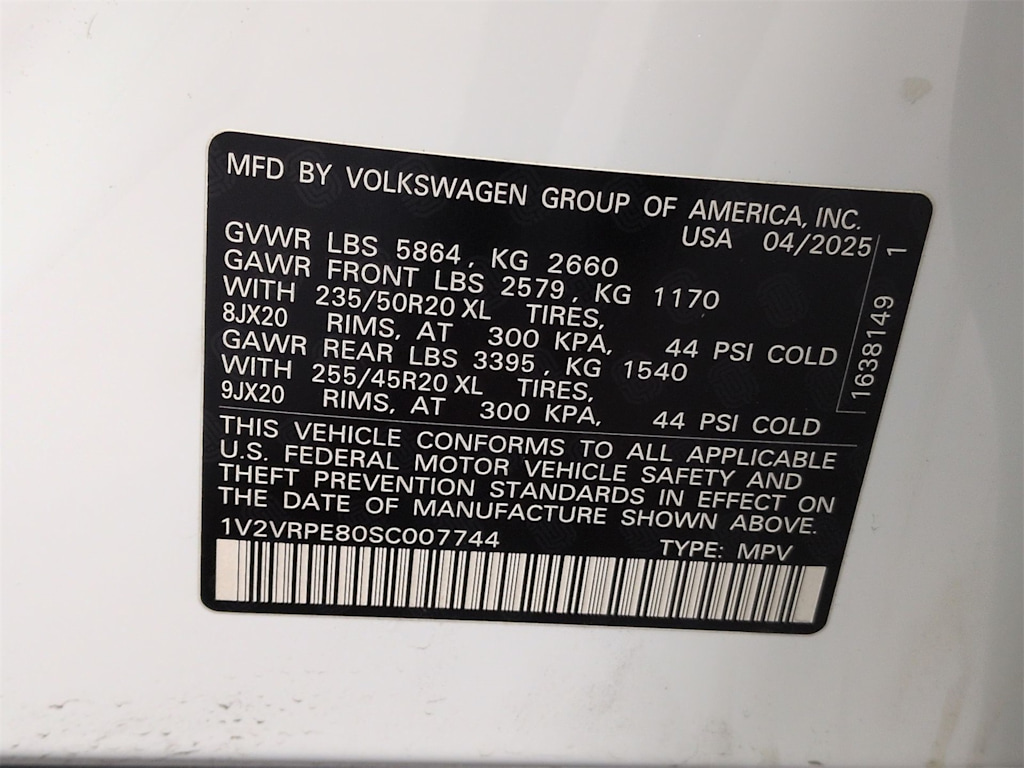 MFD BY VOLKSWAGEN GROUP OF AMERICA, INC.
USA 04/2025
GVWR LBS 5864, KG 2660
GAWR FRONT LBS 2579, KG 1170
WITH 235/50R20 XL TIRES,
8JX20 RIMS, AT 300 KPA, 44 PSI COLD
GAWR REAR LBS 3395, KG 1540
WITH 255/45R20 XL TIRES,
9JX20 RIMS, AT 300 KPA, 44 PSI COLD
1638149 1
THIS VEHICLE CONFORMS TO ALL APPLICABLE
U.S. FEDERAL MOTOR VEHICLE SAFETY AND
THEFT PREVENTION STANDARDS IN EFFECT ON
THE DATE OF MANUFACTURE SHOWN ABOVE.
1V2VRPE80SC007744 TYPE: MPV